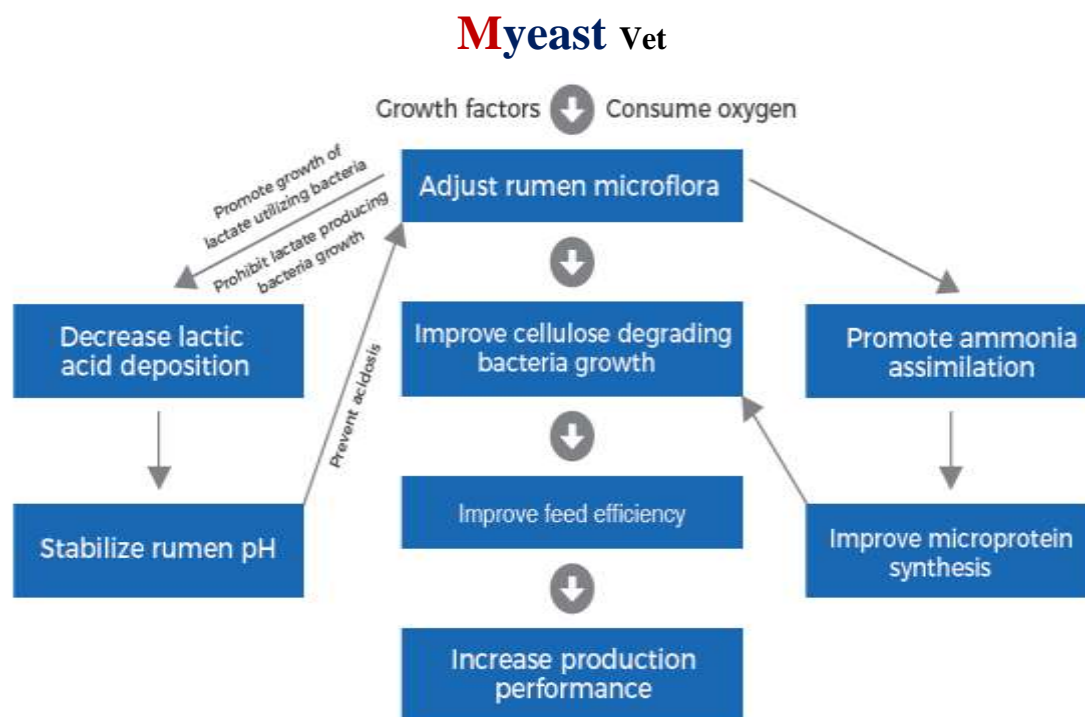 Myeast Vet
Growth factors Consume oxygen
Promote growth of
lactate utilizing bacteria
Prohibit lactate producing
bacteria growth
Adjust rumen microflora
Decrease lactic
acid deposition
Prevent acidosis
Improve cellulose degrading
bacteria growth
Promote ammonia
assimilation
Stabilize rumen pH
Improve feed efficiency
Improve microprotein
synthesis
Increase production
performance